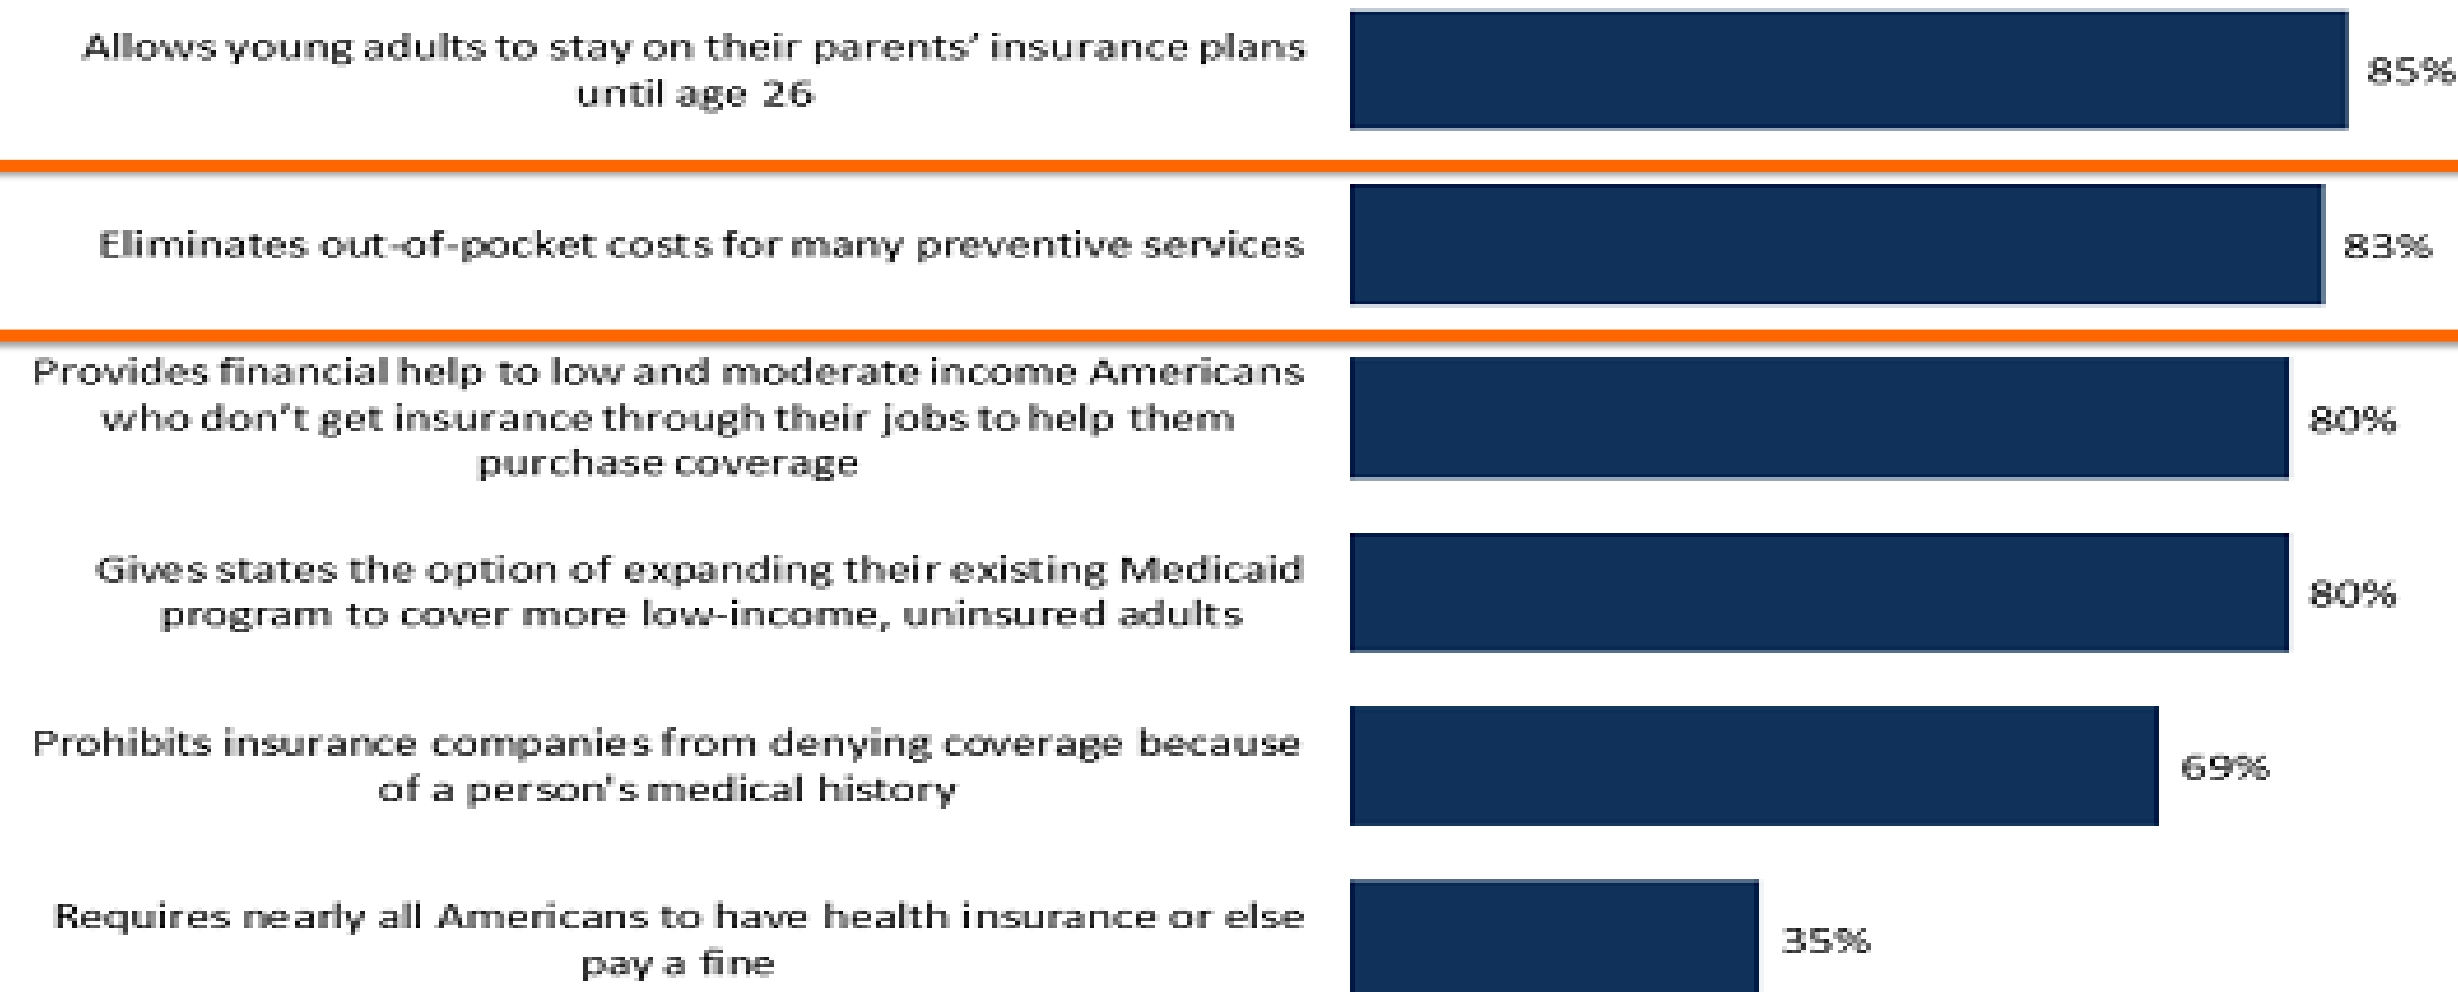 Allows young adults to stay on their parents’ insurance plans
until age 26
85%
Eliminates out-of-pocket costs for many preventive services
83%
Provides financial help to low and moderate income Americans
who don’t get insurance through their jobs to help them
purchase coverage
80%
Gives states the option of expanding their existing Medicaid
program to cover more low-income, uninsured adults
80%
Prohibits insurance companies from denying coverage because
of a person's medical history
69%
Requires nearly all Americans to have health insurance or else
pay a fine
35%